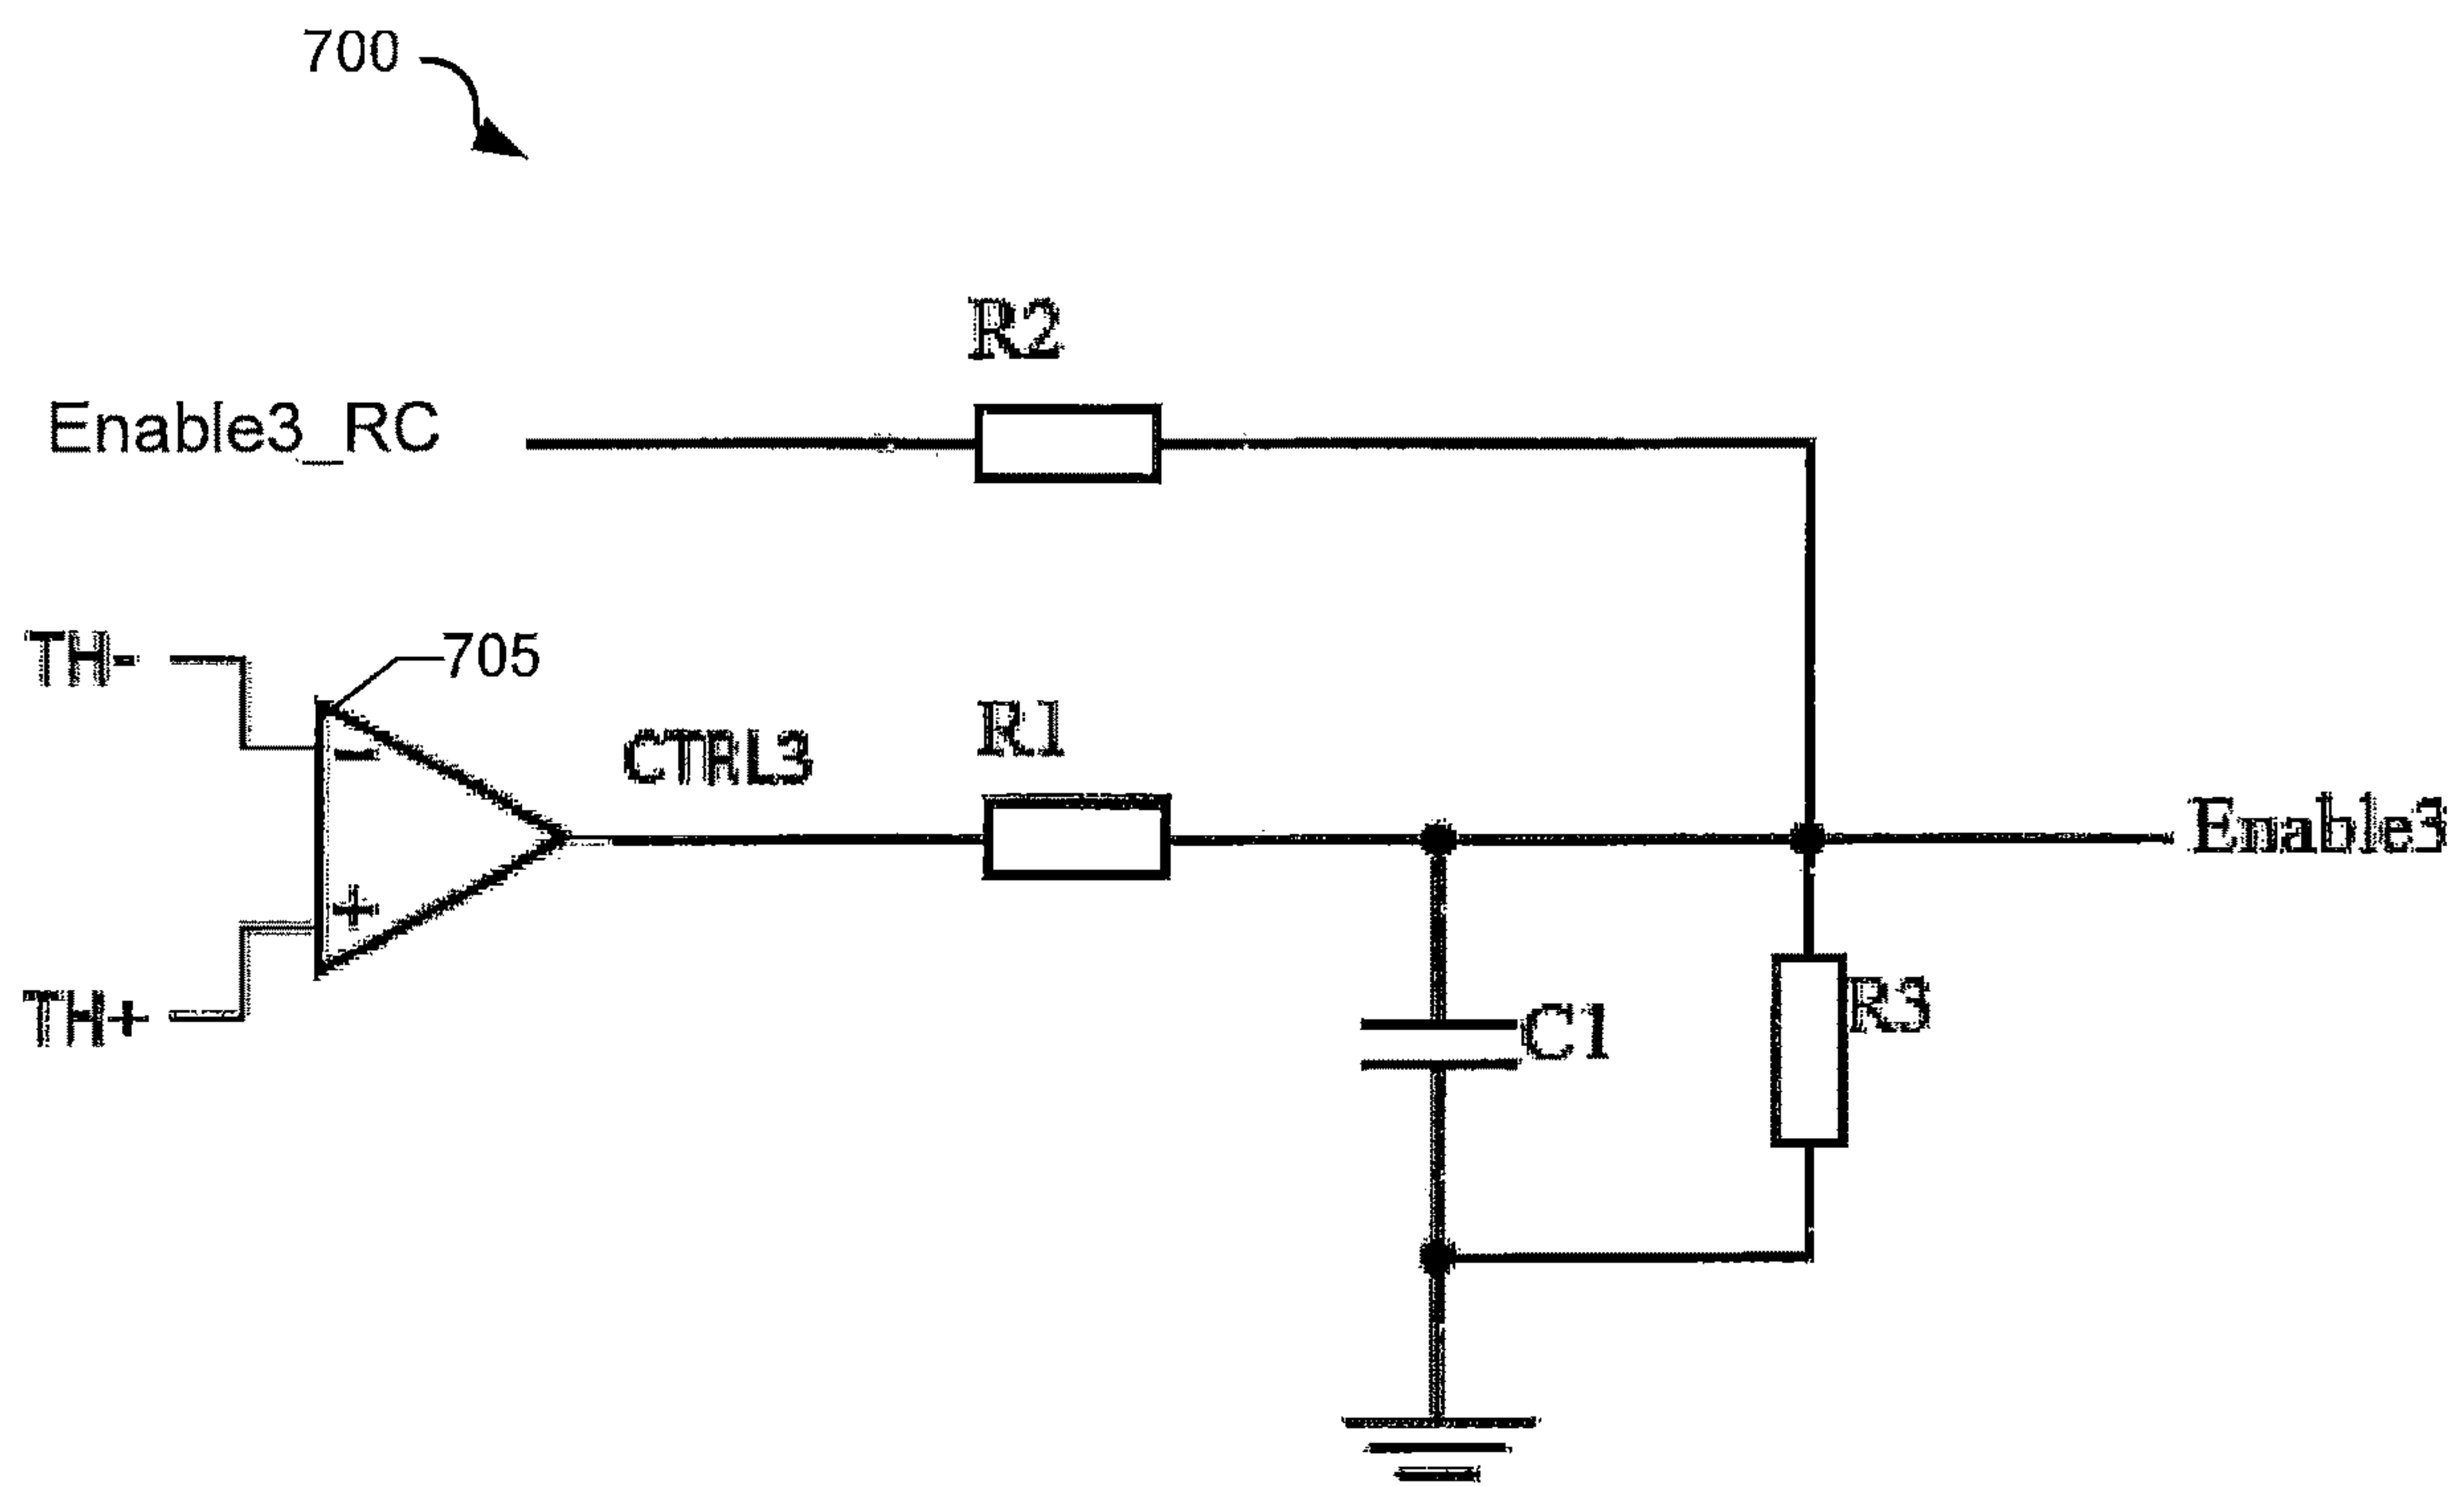 700
R2
Enable3_RC
TH-
705
CTRL3
R1
Enable3
-
+
TH+
C1
R3